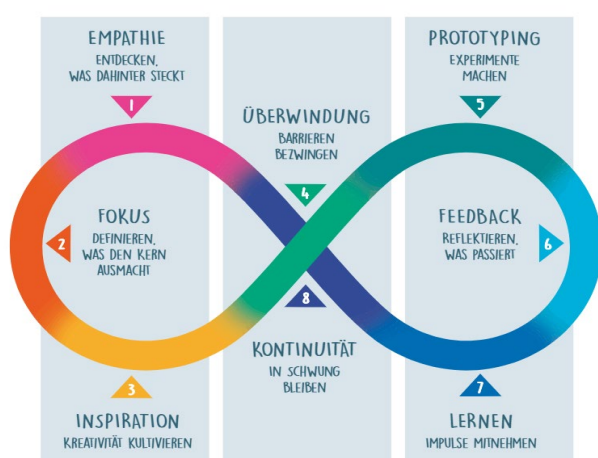 EMPATHIE
ENTDECKEN,
WAS DAHINTER STECKT
1
FOKUS
2
DEFINIEREN,
WAS DEN KERN
AUSMACHT
3
INSPIRATION
KREATIVITÄT KULTIVIEREN
ÜBERWINDUNG
BARRIEREN
BEZWINGEN
4
PROTOTYPING
EXPERIMENTE
MACHEN
5
FEEDBACK
REFLEKTIEREN,
WAS PASSIERT
6
7
LERNEN
IMPULSE MITNEHMEN
8
KONTINUITÄT
IN SCHWUNG
BLEIBEN